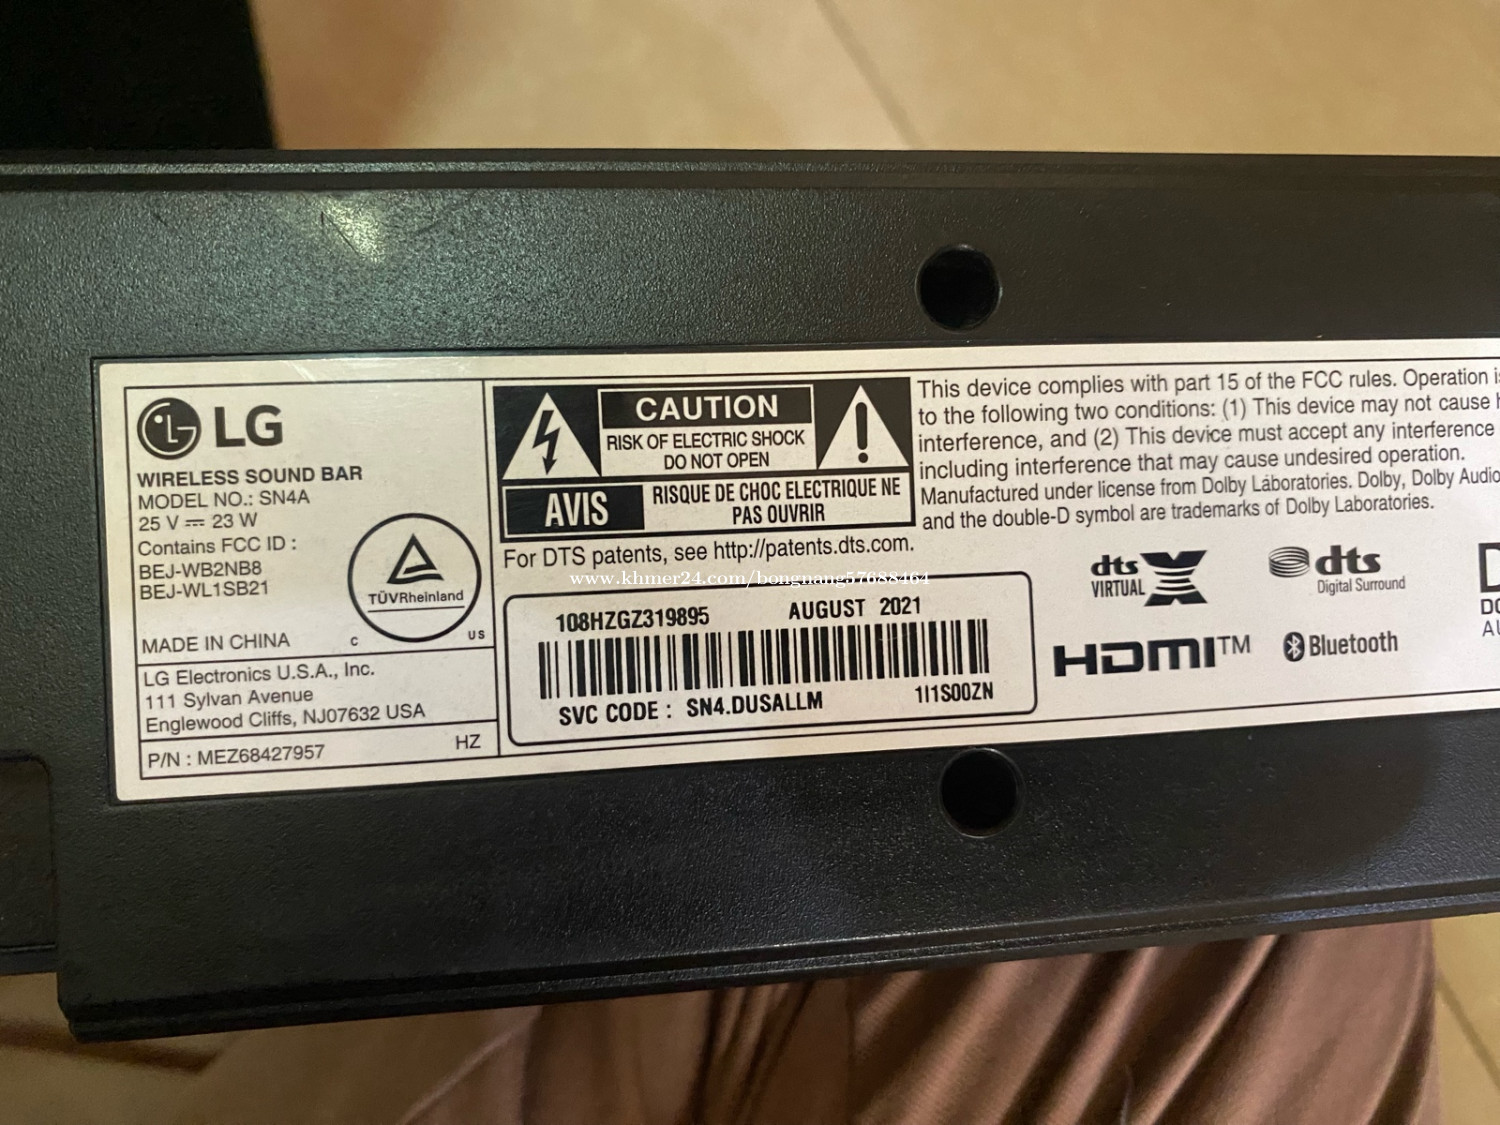 LG
WIRELESS SOUND BAR
MODEL NO.: SN4A
25 V ⎓ 23 W
Contains FCC ID :
BEJ-WB2NB8
BEJ-WL1SB21
TÜVRheinland
C US
MADE IN CHINA
LG Electronics U.S.A., Inc.
111 Sylvan Avenue
Englewood Cliffs, NJ07632 USA
P/N : MEZ68427957
HZ
CAUTION
RISK OF ELECTRIC SHOCK
DO NOT OPEN
AVIS
RISQUE DE CHOC ELECTRIQUE NE
PAS OUVRIR
For DTS patents, see http://patents.dts.com.
www.khmer24.com/bongnang57688464
108HZGZ319895
AUGUST 2021
SVC CODE : SN4.DUSALLM
1I1S00ZN
This device complies with part 15 of the FCC rules. Operation
to the following two conditions: (1) This device may not cause
interference, and (2) This device must accept any interference
including interference that may cause undesired operation.
Manufactured under license from Dolby Laboratories. Dolby, Dolby Audio
and the double-D symbol are trademarks of Dolby Laboratories.
dts X
VIRTUAL
dts
Digital Surround
HDMI™
Bluetooth